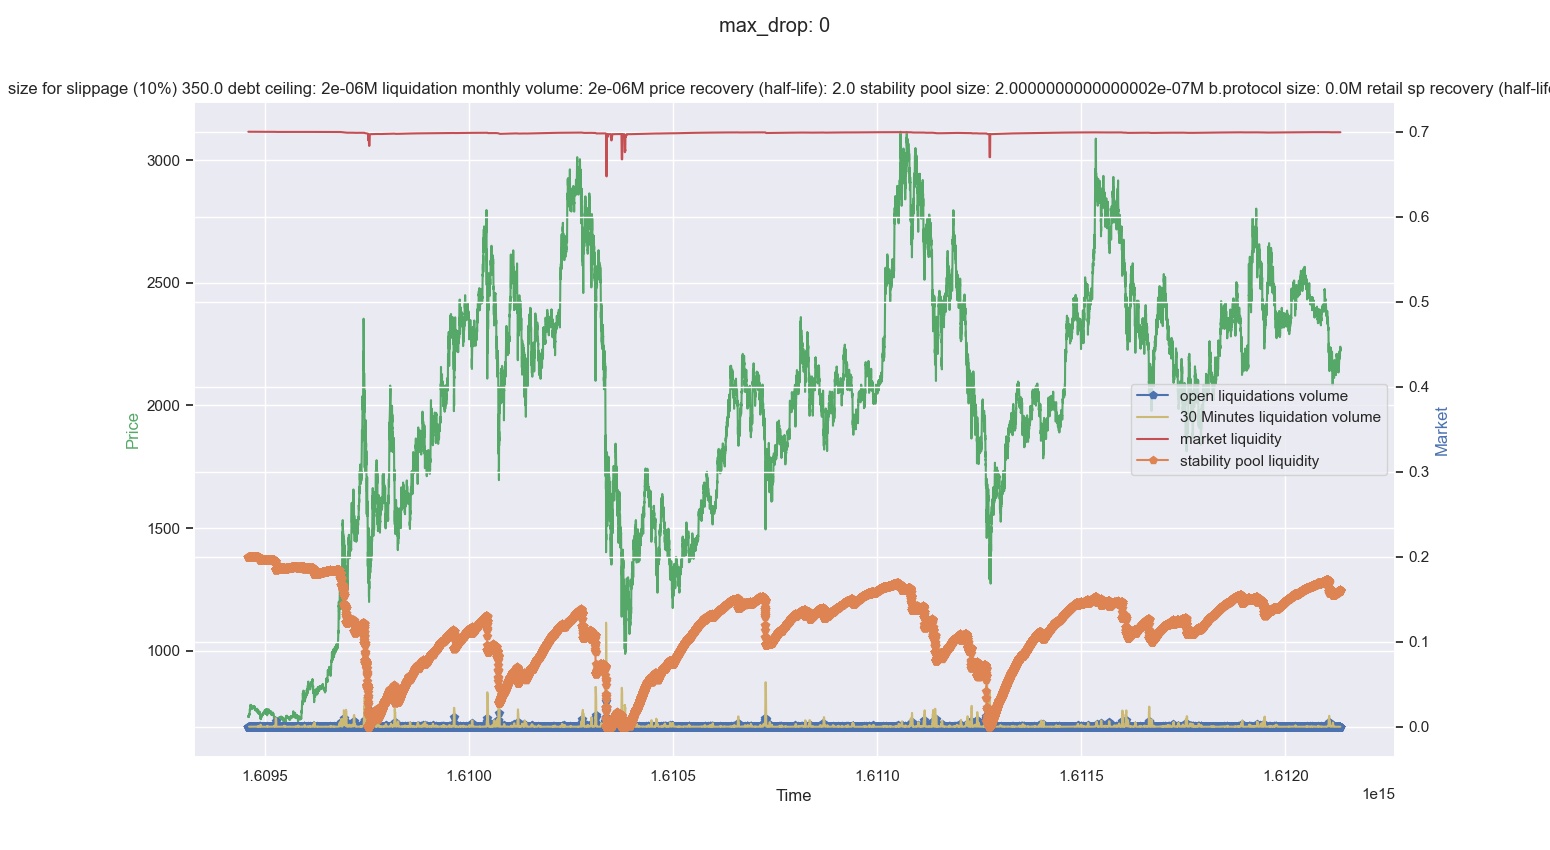 max_drop: 0
size for slippage (10%) 350.0 debt ceiling: 2e-06M liquidation monthly volume: 2e-06M price recovery (half-life): 2.0 stability pool size: 2.0000000000000002e-07M b.protocol size: 0.0M retail sp recovery (half-life
3000
2500
2000
1500
1000
Price
0.7
0.6
0.5
0.4
0.3
0.2
0.1
0.0
Market
open liquidations volume
30 Minutes liquidation volume
market liquidity
stability pool liquidity
1.6095
1.6100
1.6105
1.6110
1.6115
1.6120
Time
1e15